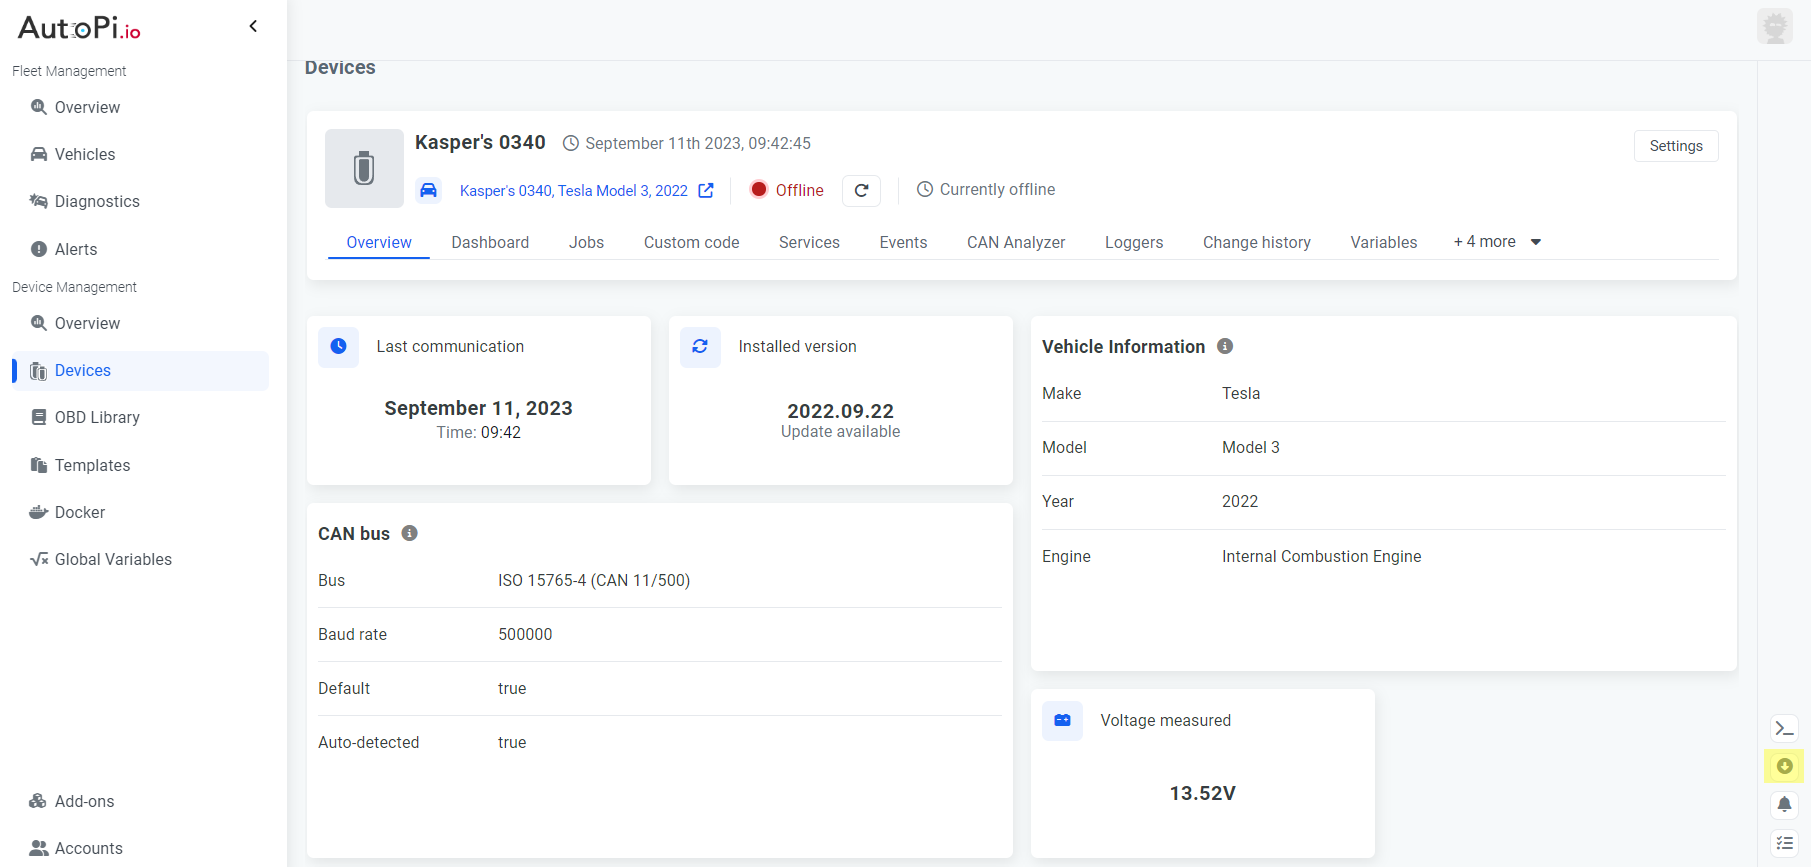 AutoPi.io
Fleet Management
Overview
Vehicles
Diagnostics
Alerts
Device Management
Overview
Devices
OBD Library
Templates
Docker
Global Variables
Add-ons
Accounts
Devices
Kasper's 0340 September 11th 2023, 09:42:45
Settings
Kasper's 0340, Tesla Model 3, 2022 Offline Currently offline
Overview Dashboard Jobs Custom code Services Events CAN Analyzer Loggers Change history Variables + 4 more
Last communication
September 11, 2023
Time: 09:42
Installed version
2022.09.22
Update available
Vehicle Information
Make Tesla
Model Model 3
Year 2022
Engine Internal Combustion Engine
CAN bus
Bus ISO 15765-4 (CAN 11/500)
Baud rate 500000
Default true
Auto-detected true
Voltage measured
13.52V